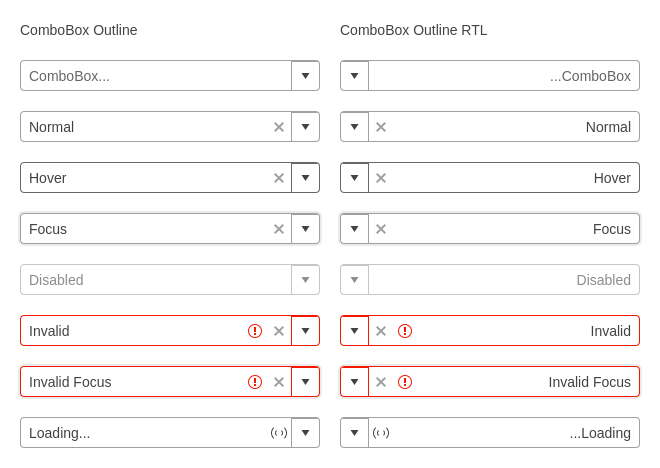 ComboBox Outline
ComboBox Outline RTL
ComboBox...
...ComboBox
Normal
Normal
Hover
Hover
Focus
Focus
Disabled
Disabled
Invalid
Invalid
Invalid Focus
Invalid Focus
Loading...
...Loading